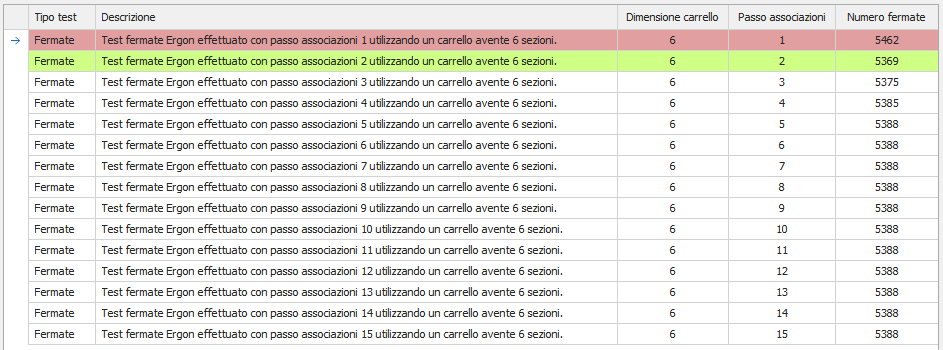 Tipo test Descrizione Dimensione carrello Passo associazioni Numero fermate
Fermate Test fermate Ergon effettuato con passo associazioni 1 utilizzando un carrello avente 6 sezioni. 6 1 5462
Fermate Test fermate Ergon effettuato con passo associazioni 2 utilizzando un carrello avente 6 sezioni. 6 2 5369
Fermate Test fermate Ergon effettuato con passo associazioni 3 utilizzando un carrello avente 6 sezioni. 6 3 5375
Fermate Test fermate Ergon effettuato con passo associazioni 4 utilizzando un carrello avente 6 sezioni. 6 4 5385
Fermate Test fermate Ergon effettuato con passo associazioni 5 utilizzando un carrello avente 6 sezioni. 6 5 5388
Fermate Test fermate Ergon effettuato con passo associazioni 6 utilizzando un carrello avente 6 sezioni. 6 6 5388
Fermate Test fermate Ergon effettuato con passo associazioni 7 utilizzando un carrello avente 6 sezioni. 6 7 5388
Fermate Test fermate Ergon effettuato con passo associazioni 8 utilizzando un carrello avente 6 sezioni. 6 8 5388
Fermate Test fermate Ergon effettuato con passo associazioni 9 utilizzando un carrello avente 6 sezioni. 6 9 5388
Fermate Test fermate Ergon effettuato con passo associazioni 10 utilizzando un carrello avente 6 sezioni. 6 10 5388
Fermate Test fermate Ergon effettuato con passo associazioni 11 utilizzando un carrello avente 6 sezioni. 6 11 5388
Fermate Test fermate Ergon effettuato con passo associazioni 12 utilizzando un carrello avente 6 sezioni. 6 12 5388
Fermate Test fermate Ergon effettuato con passo associazioni 13 utilizzando un carrello avente 6 sezioni. 6 13 5388
Fermate Test fermate Ergon effettuato con passo associazioni 14 utilizzando un carrello avente 6 sezioni. 6 14 5388
Fermate Test fermate Ergon effettuato con passo associazioni 15 utilizzando un carrello avente 6 sezioni. 6 15 5388